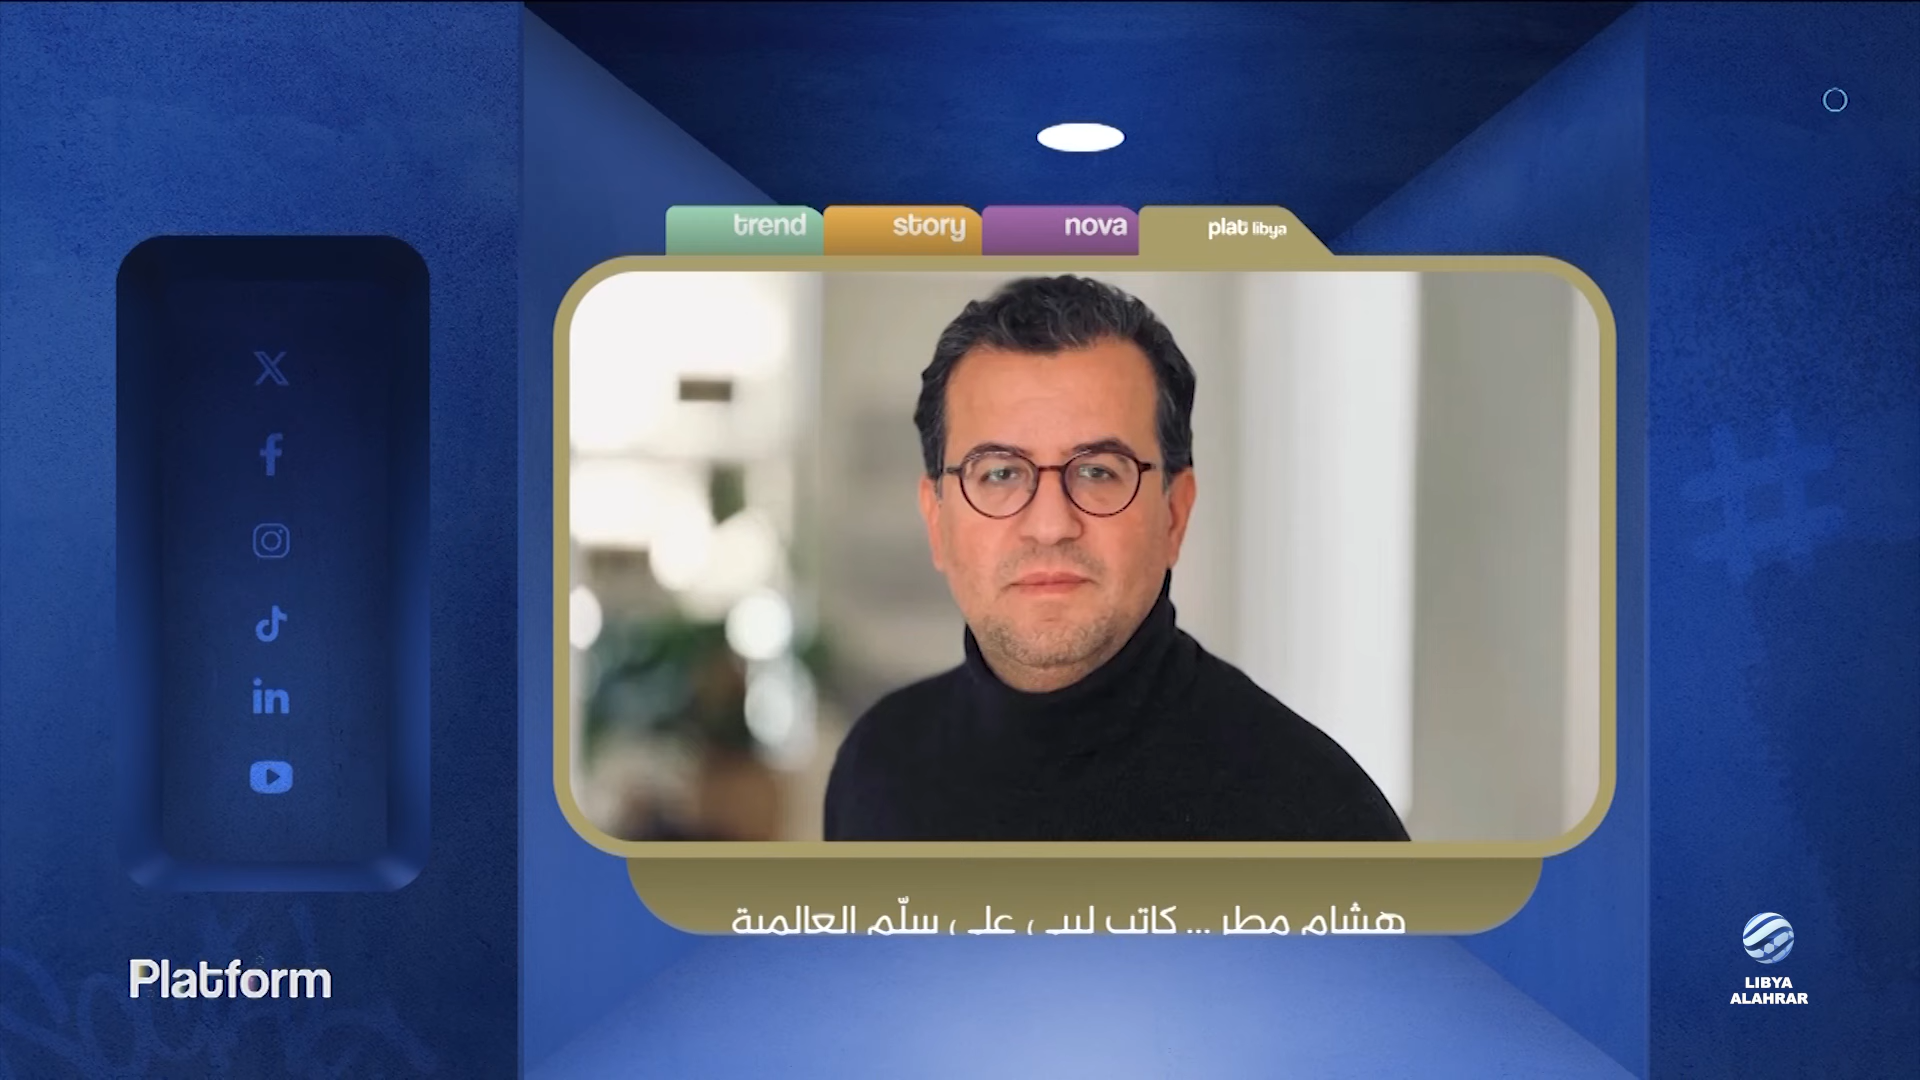 trend
story
nova
plat libya
هشام مطر ... كاتب ليبي على سلّم العالمية
Platform
LIBYA
ALAHRAR